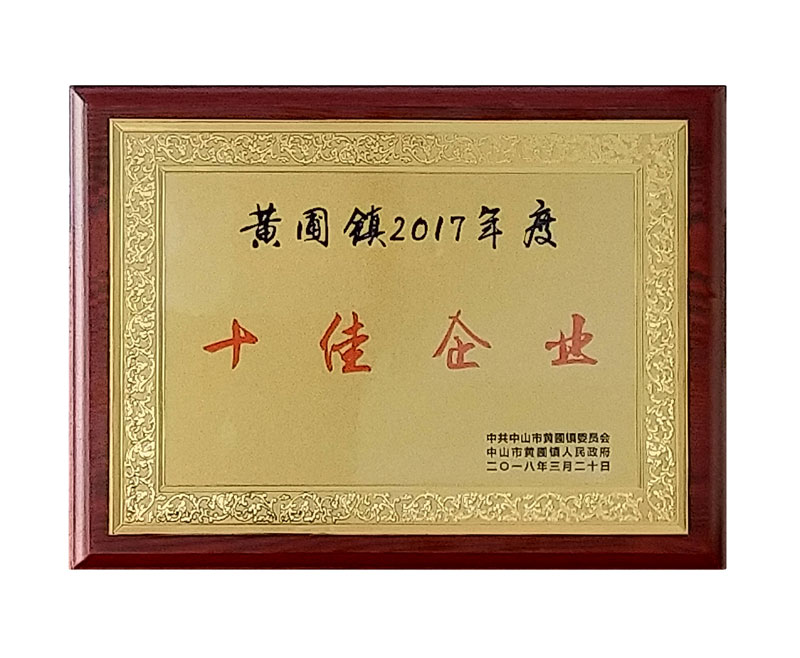 黄圃镇2017年度
十佳企业
中共中山市黄圃镇委员会
中山市黄圃镇人民政府
二〇一八年三月二十日